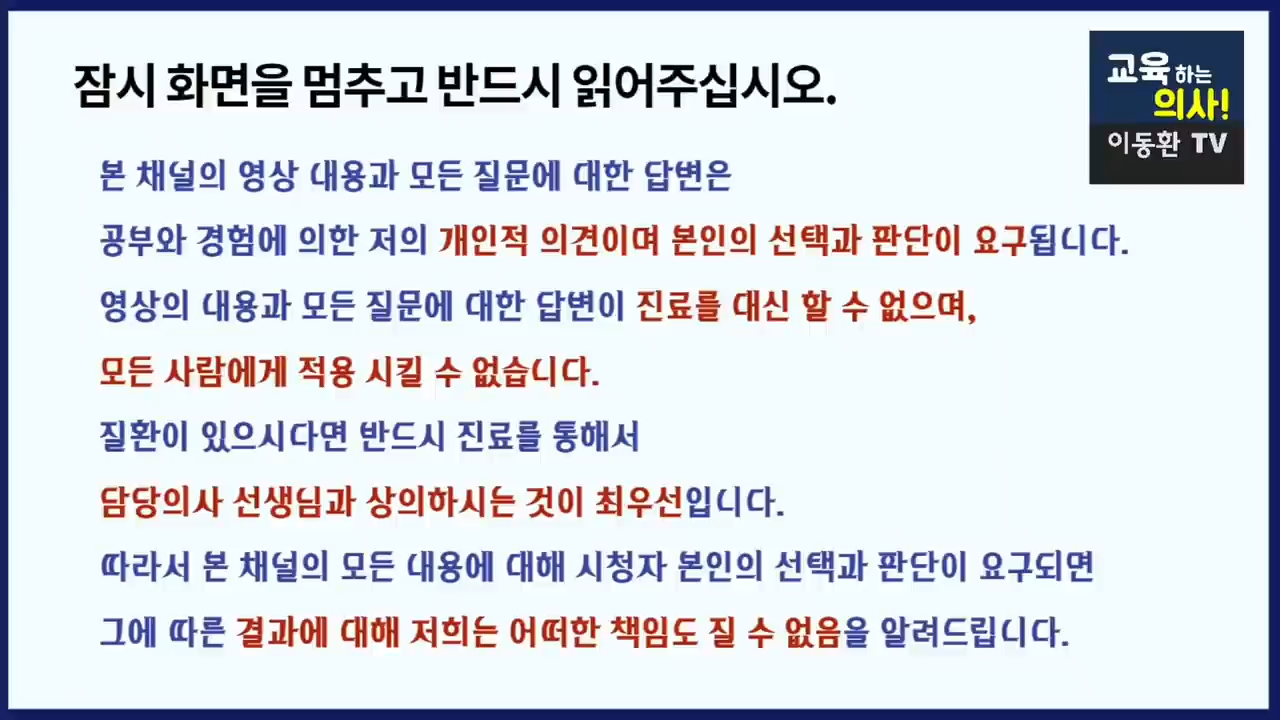 잠시 화면을 멈추고 반드시 읽어주십시오.
교육하는
의사!
이동환 TV
본 채널의 영상 내용과 모든 질문에 대한 답변은
공부와 경험에 의한 저의 개인적 의견이며 본인의 선택과 판단이 요구됩니다.
영상의 내용과 모든 질문에 대한 답변이 진료를 대신 할 수 없으며,
모든 사람에게 적용 시킬 수 없습니다.
질환이 있으시다면 반드시 진료를 통해서
담당의사 선생님과 상의하시는 것이 최우선입니다.
따라서 본 채널의 모든 내용에 대해 시청자 본인의 선택과 판단이 요구되면
그에 따른 결과에 대해 저희는 어떠한 책임도 질 수 없음을 알려드립니다.